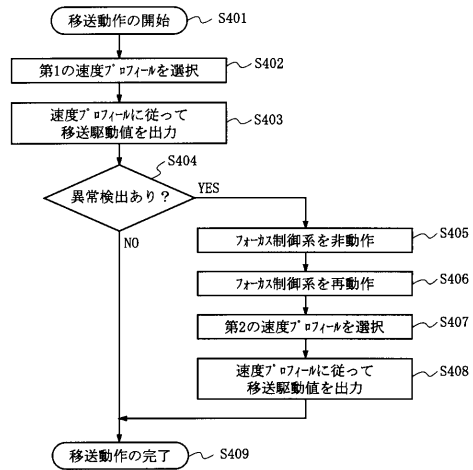 移送動作の開始
S401
第1の速度ﾌﾟﾛﾌｨｰﾙを選択
S402
速度ﾌﾟﾛﾌｨｰﾙに従って
移送駆動値を出力
S403
S404
異常検出あり？
YES
NO
ﾌｫｰｶｽ制御系を非動作
S405
ﾌｫｰｶｽ制御系を再動作
S406
第2の速度ﾌﾟﾛﾌｨｰﾙを選択
S407
速度ﾌﾟﾛﾌｨｰﾙに従って
移送駆動値を出力
S408
移送動作の完了
S409